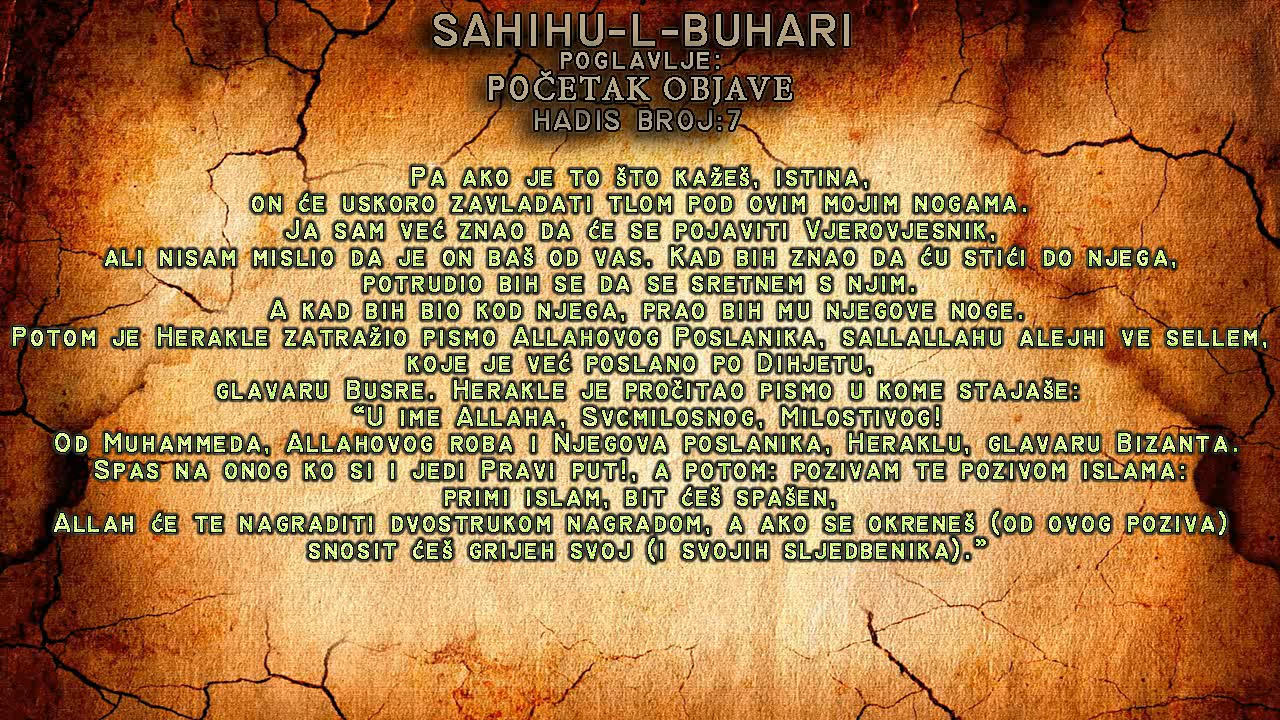 SAHIHU-L-BUHARI
POGLAVLJE:
POČETAK OBJAVE
HADIS BROJ:7
Pa ako je to što kažeš, istina,
on će uskoro zavladati tlom pod ovim mojim nogama.
Ja sam već znao da će se pojaviti Vjerovjesnik,
ali nisam mislio da je on baš od vas. Kad bih znao da ću stići do njega,
potrudio bih se da se sretnem s njim.
A kad bih bio kod njega, prao bih mu njegove noge.
Potom je Herakle zatražio pismo Allahovog Poslanika, sallallahu alejhi ve sellem,
koje je već poslano po Dihjetu,
glavaru Busre. Herakle je pročitao pismo u kome stajaše:
“U ime Allaha, Svcmilosnog, Milostivog!
Od Muhammeda, Allahovog roba i Njegova poslanika, Heraklu, glavaru Bizanta.
Spas na onog ko si i jedi Pravi put!, a potom: pozivam te pozivom islama:
primi islam, bit ćeš spašen,
Allah će te nagraditi dvostrukom nagradom, a ako se okreneš (od ovog poziva)
snosit ćeš grijeh svoj (i svojih sljedbenika).”